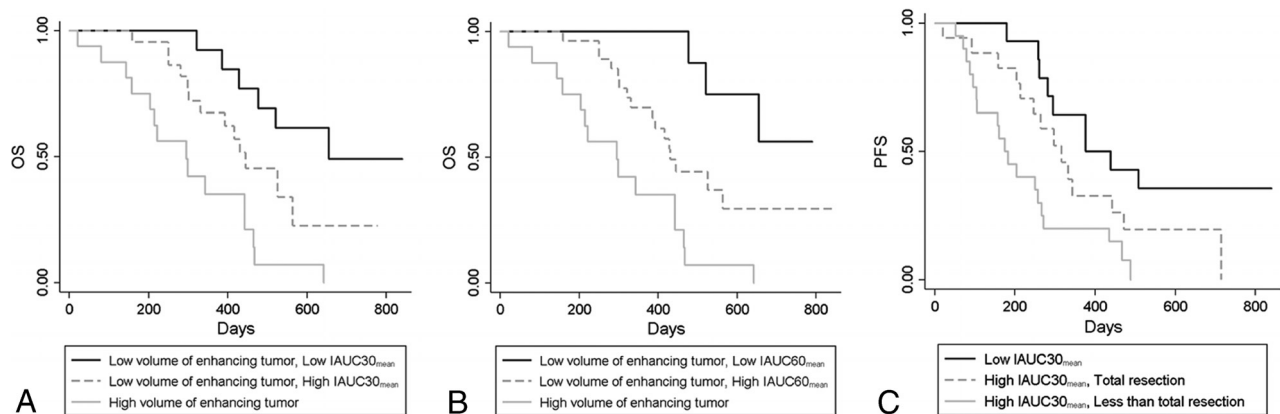 1.00
0.50
0.00
OS
0 200 400 600 800
Days
A
Low volume of enhancing tumor, Low IAUC30mean
Low volume of enhancing tumor, High IAUC30mean
High volume of enhancing tumor
1.00
0.50
0.00
OS
0 200 400 600 800
Days
B
Low volume of enhancing tumor, Low IAUC60mean
Low volume of enhancing tumor, High IAUC60mean
High volume of enhancing tumor
1.00
0.50
0.00
PFS
0 200 400 600 800
Days
C
Low IAUC30mean
High IAUC30mean, Total resection
High IAUC30mean, Less than total resection